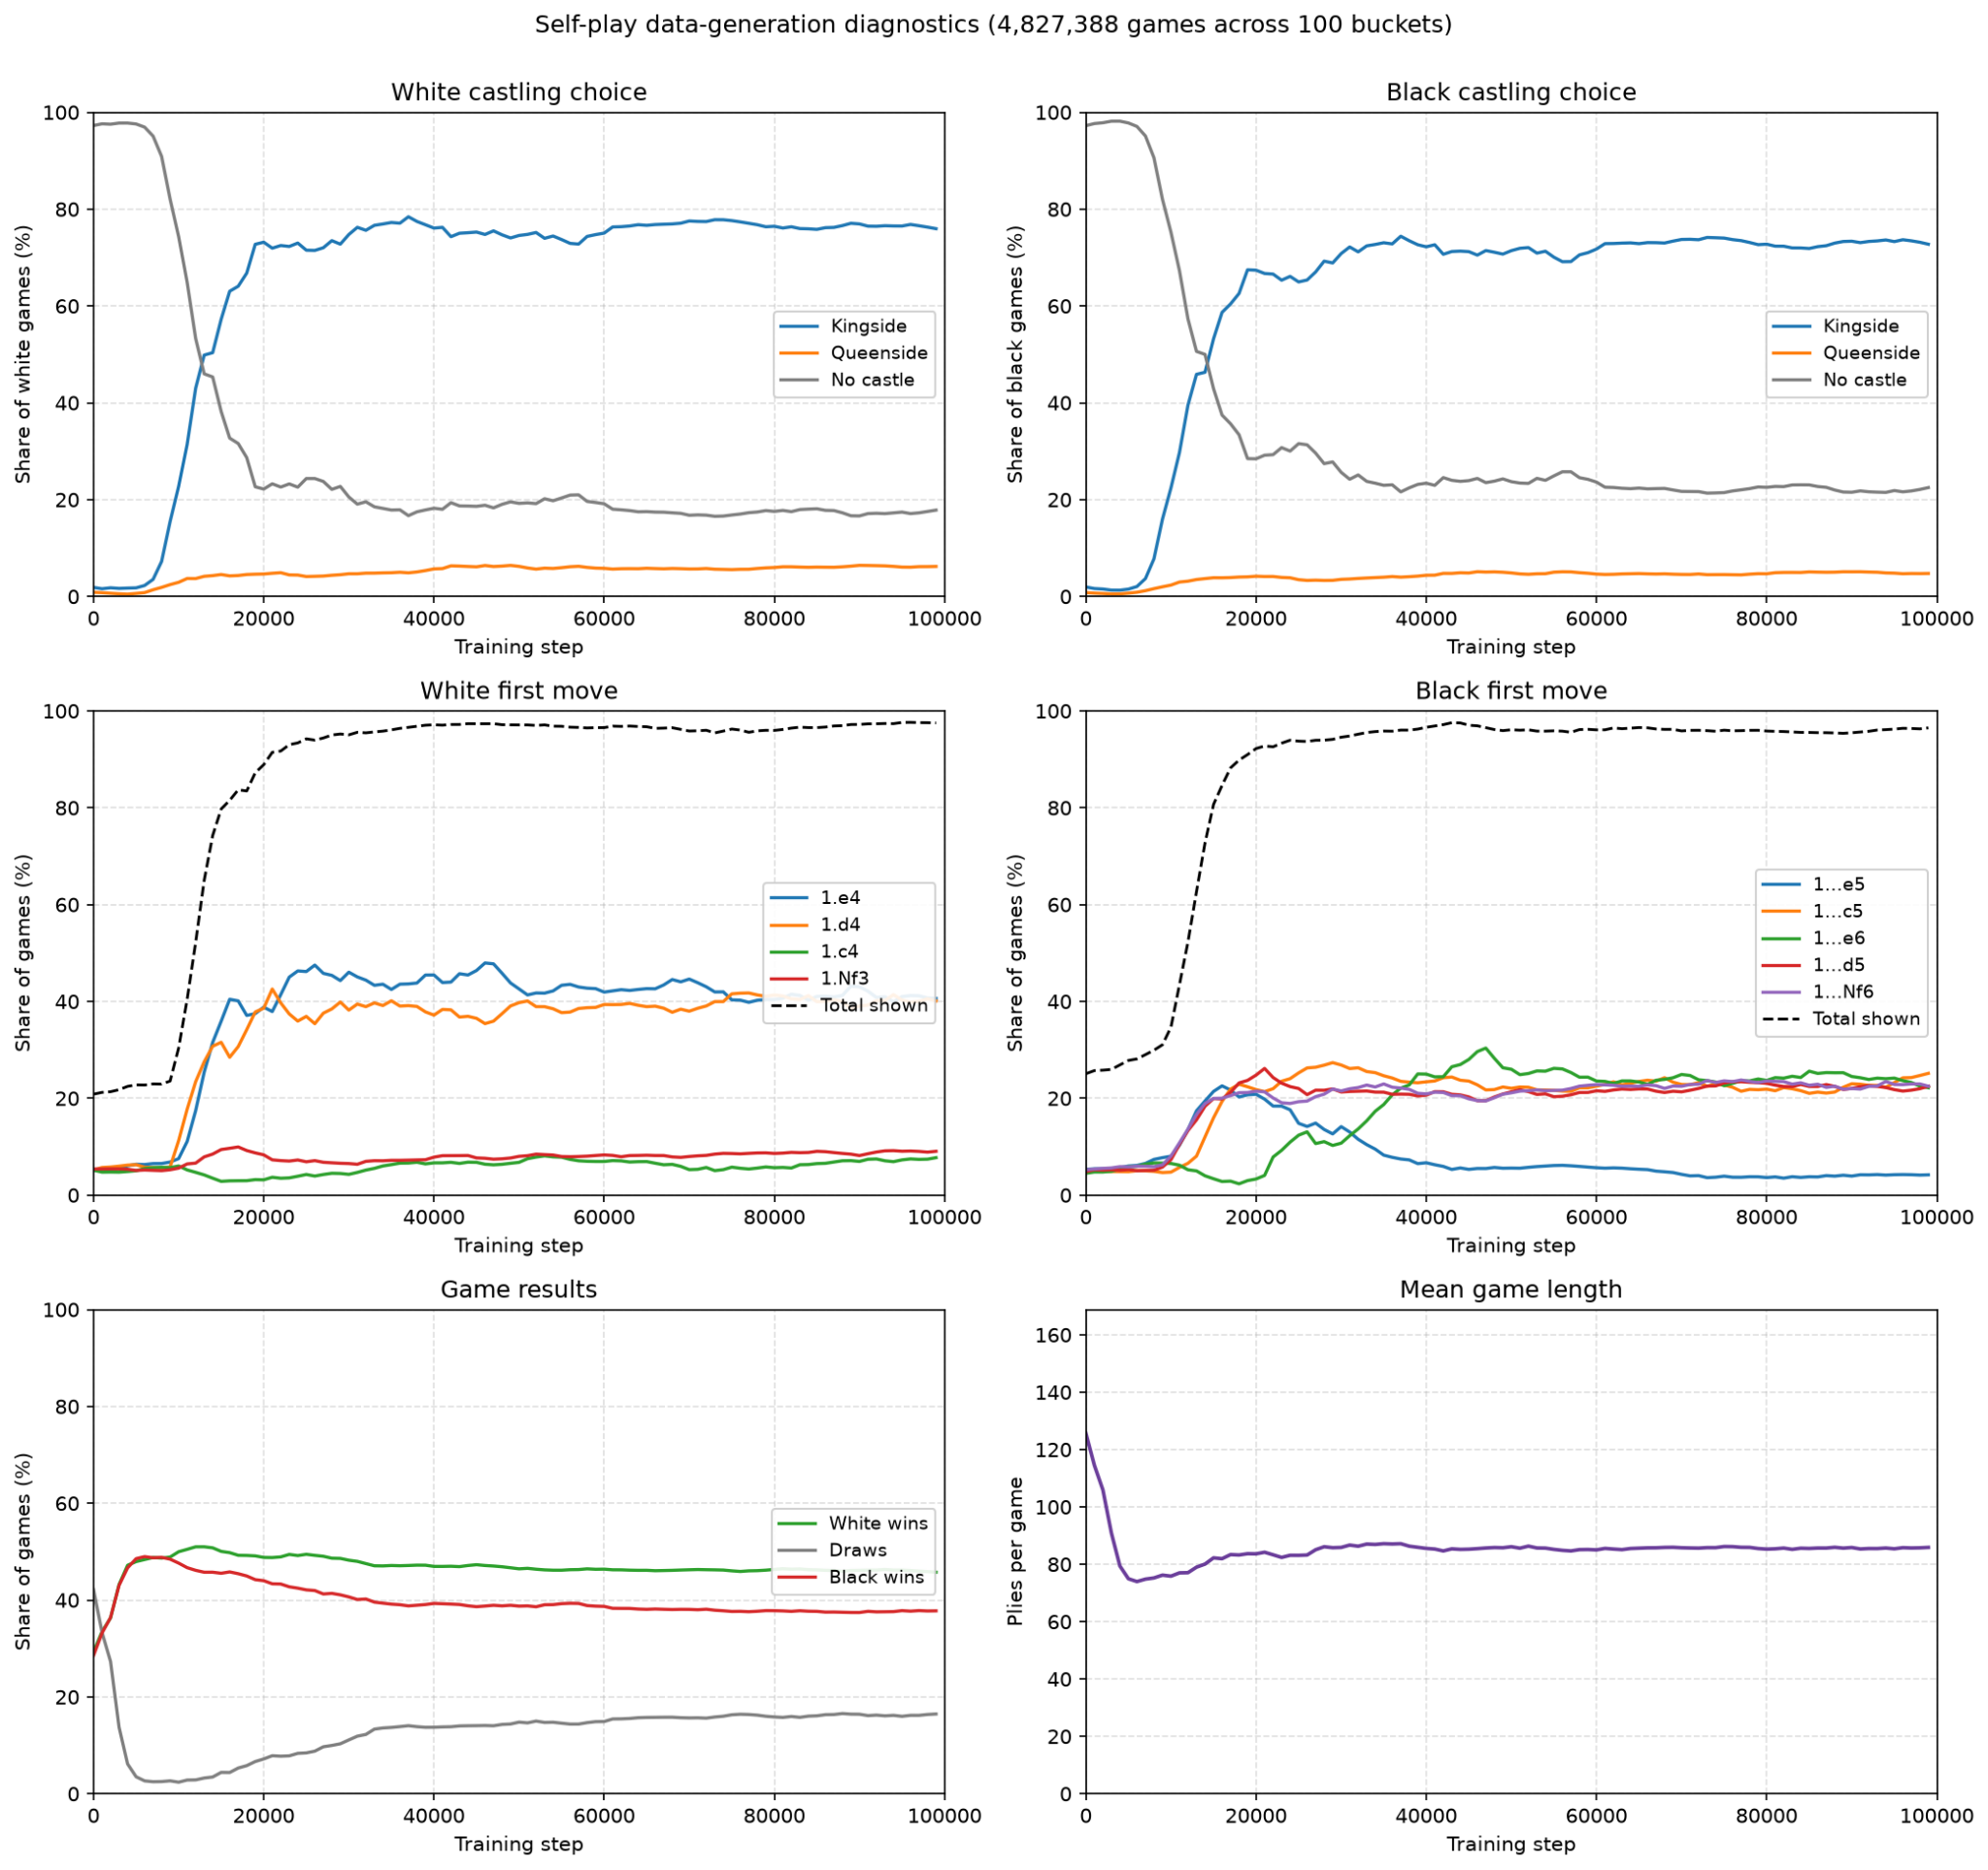 Self-play data-generation diagnostics (4,827,388 games across 100 buckets)
White castling choice
Share of white games (%)
100
80
60
40
20
0
Kingside
Queenside
No castle
0 20000 40000 60000 80000 100000
Training step
Black castling choice
Share of black games (%)
100
80
60
40
20
0
Kingside
Queenside
No castle
0 20000 40000 60000 80000 100000
Training step
White first move
Share of games (%)
100
80
60
40
20
0
1.e4
1.d4
1.c4
1.Nf3
Total shown
0 20000 40000 60000 80000 100000
Training step
Black first move
Share of games (%)
100
80
60
40
20
0
1...e5
1...c5
1...e6
1...d5
1...Nf6
Total shown
0 20000 40000 60000 80000 100000
Training step
Game results
Share of games (%)
100
80
60
40
20
0
White wins
Draws
Black wins
0 20000 40000 60000 80000 100000
Training step
Mean game length
Plies per game
160
140
120
100
80
60
40
20
0
0 20000 40000 60000 80000 100000
Training step